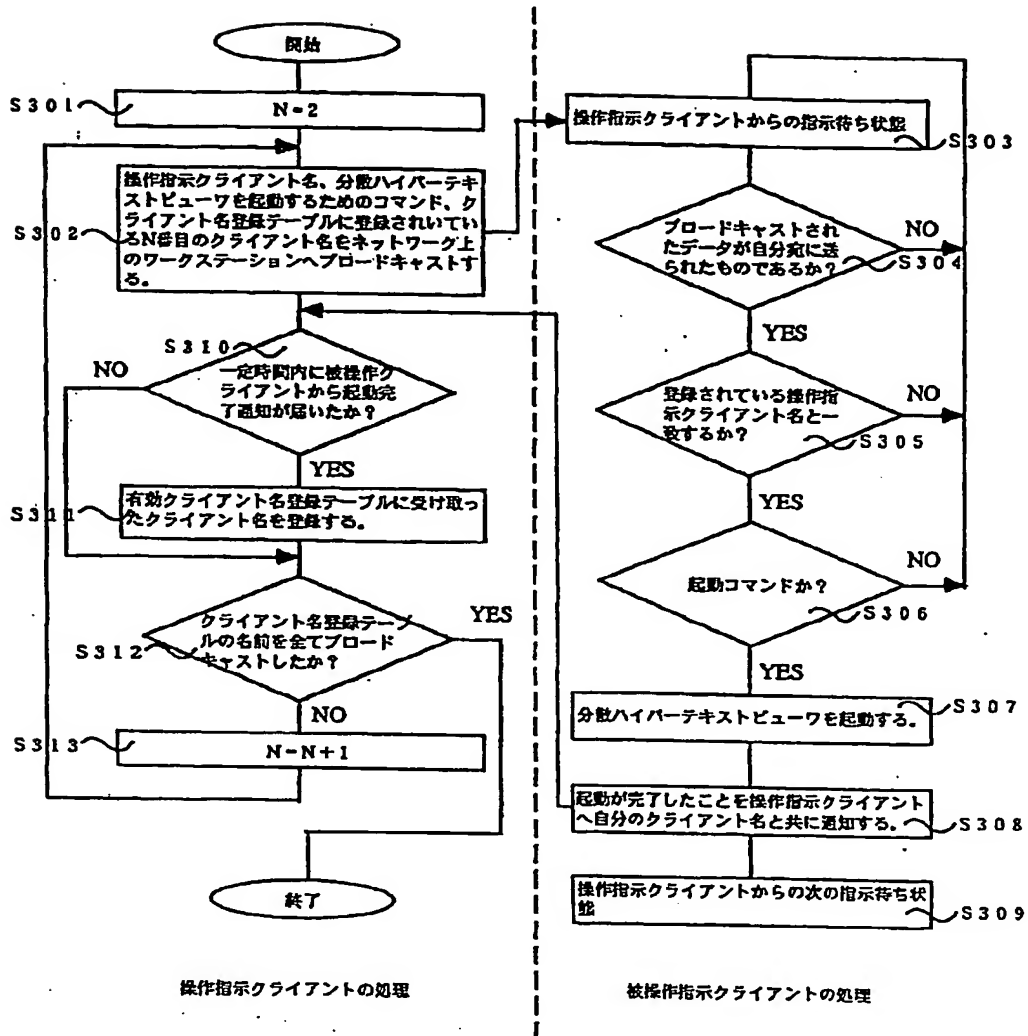 開始
S301
N=2
S302
操作指示クライアント名、分散ハイパーテキ
ストビューワを起動するためのコマンド、ク
ライアント名登録テーブルに登録されいてい
るN番目のクライアント名をネットワーグ上
のワークステーションへブロードキャストす
る。
S310
一定時間内に被操作ク
ライアントから起動完
了通知が届いたか?
NO
YES
S311
有効クライアント名登録テーブルに受け取っ
たクライアント名を登録する。
S312
クライアント名登録テーブ
ルの名前を全てブロード
キャストしたか?
YES
NO
S313
N=N+1
終了
操作指示クライアントの処理
操作指示クライアントからの指示待ち状態
S303
ブロードキャストされ
たデータが自分宛に送
られたものであるか?
S304
NO
YES
登録されている操作指
示クライアント名と一
致するか?
S305
NO
YES
起動コマンドか?
S306
NO
YES
分散ハイパーテキストビューワを起動する。
S307
起動が完了したことを操作指示クライアント
へ自分のクライアント名と共に通知する。
S308
操作指示クライアントからの次の指示待ち状
態
S309
被操作指示クライアントの処理